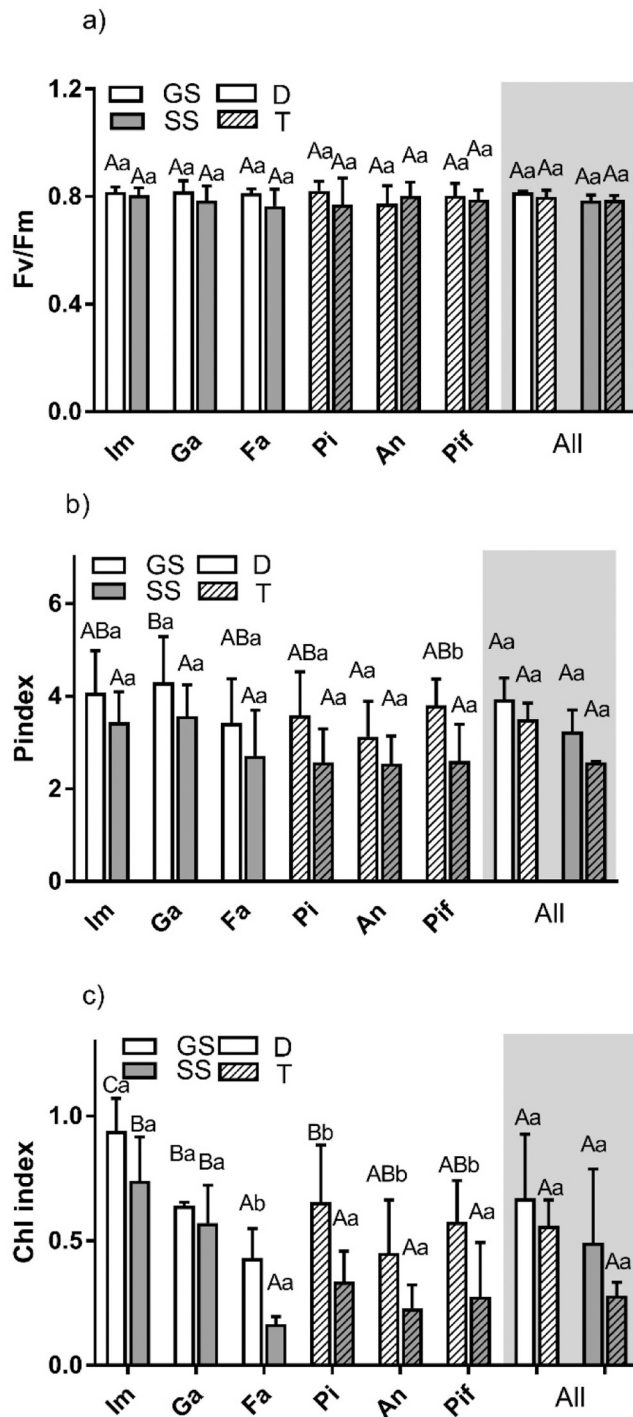 a)
GS D
SS T
Fv/Fm
1.2
0.8
0.4
0.0
Aa Aa Aa Aa Aa Aa Aa Aa Aa Aa Aa Aa Aa Aa Aa Aa
Im Ga Fa Pi An Pif All
b)
GS D
SS T
Pindex
6
4
2
0
ABa Aa Ba Aa ABa Aa ABa Aa Aa Aa ABb Aa Aa Aa Aa Aa
Im Ga Fa Pi An Pif All
c)
GS D
SS T
Chl index
1.0
0.5
0.0
Ca Ba Ba Ba Ab Aa Bb Aa ABb Aa ABb Aa Aa Aa Aa Aa
Im Ga Fa Pi An Pif All